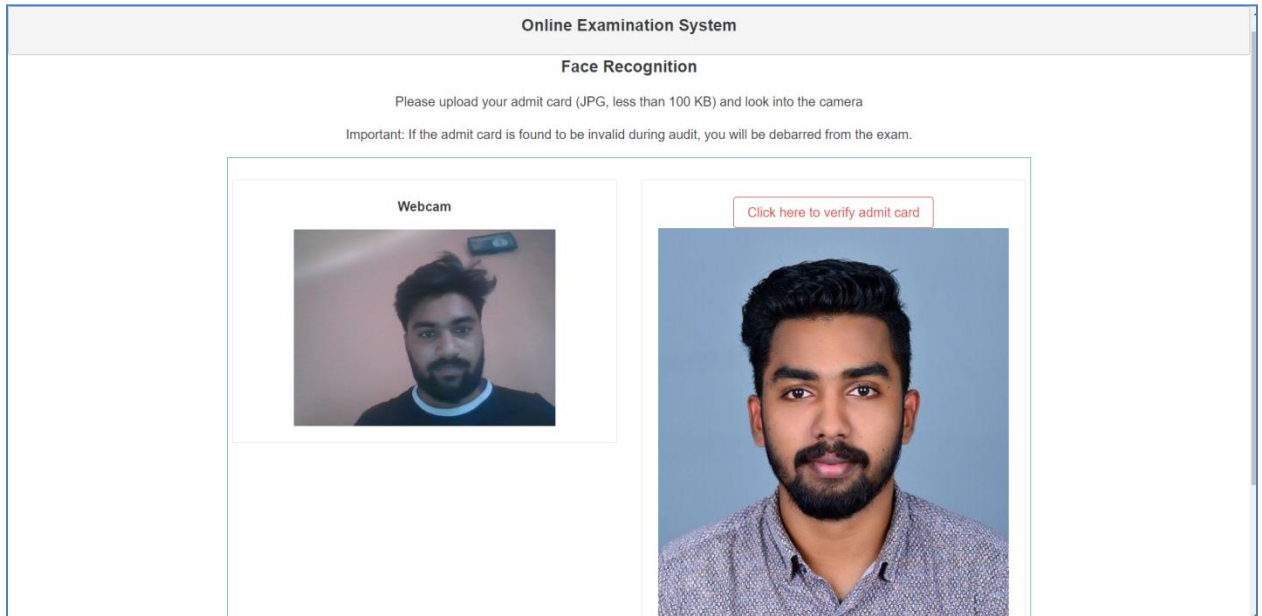 Online Examination System
Face Recognition
Please upload your admit card (JPG, less than 100 KB) and look into the camera
Important: If the admit card is found to be invalid during audit, you will be debarred from the exam.
Webcam
Click here to verify admit card